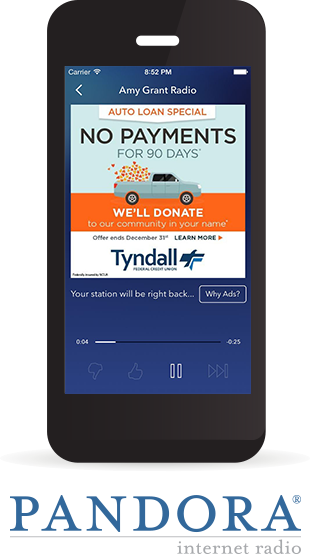 Carrier 8:52 PM
Amy Grant Radio
AUTO LOAN SPECIAL
NO PAYMENTS
FOR 90 DAYS*
WE'LL DONATE
to our community in your name*
Offer ends December 31st LEARN MORE
Tyndall
FEDERAL CREDIT UNION
Federally insured by NCUA
Your station will be right back... Why Ads?
0:04 -0:25
PANDORA®
internet radio